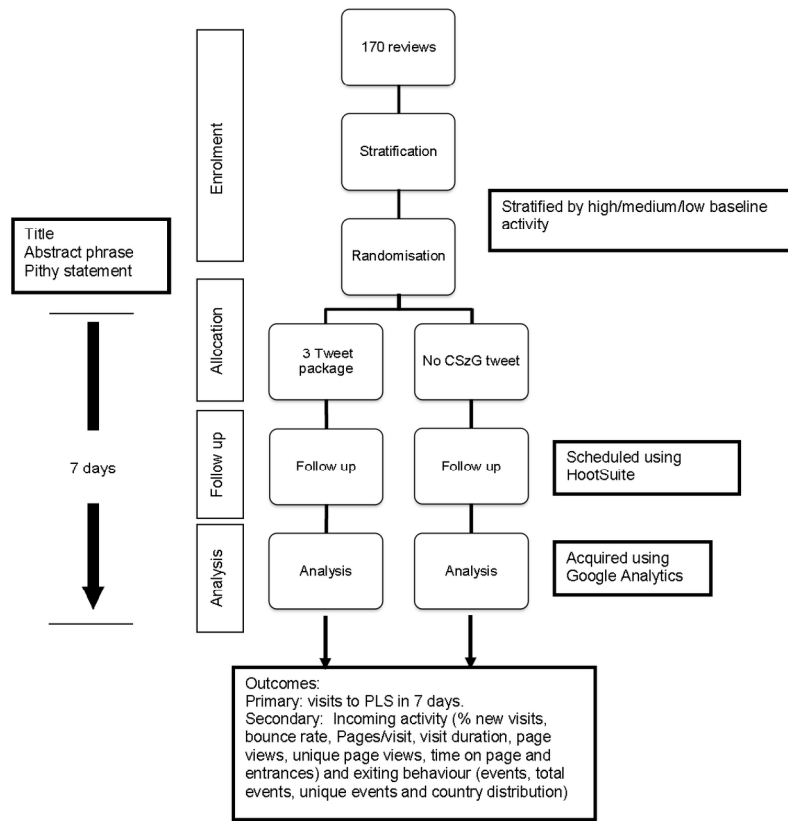 170 reviews
Enrolment
Stratification
Stratified by high/medium/low baseline
activity
Title
Abstract phrase
Pithy statement
Randomisation
Allocation
3 Tweet
package
No CSzG tweet
7 days
Follow up
Follow up
Follow up
Scheduled using
HootSuite
Analysis
Analysis
Analysis
Acquired using
Google Analytics
Outcomes:
Primary: visits to PLS in 7 days.
Secondary: Incoming activity (% new visits,
bounce rate, Pages/visit, visit duration, page
views, unique page views, time on page and
entrances) and exiting behaviour (events, total
events, unique events and country distribution)